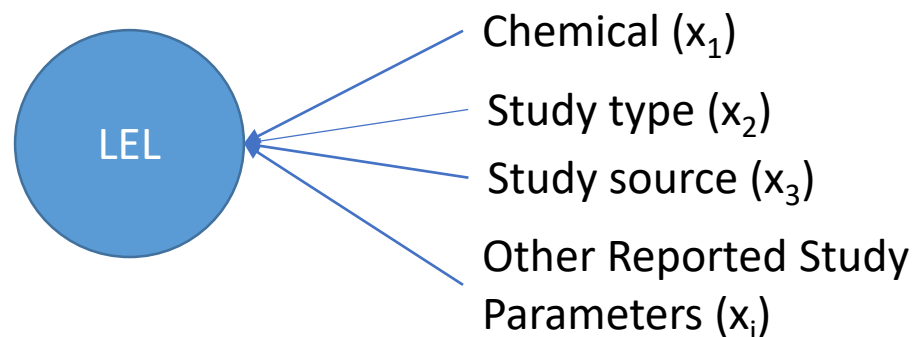 LEL
Chemical (x₁)
Study type (x₂)
Study source (x₃)
Other Reported Study
Parameters (xᵢ)